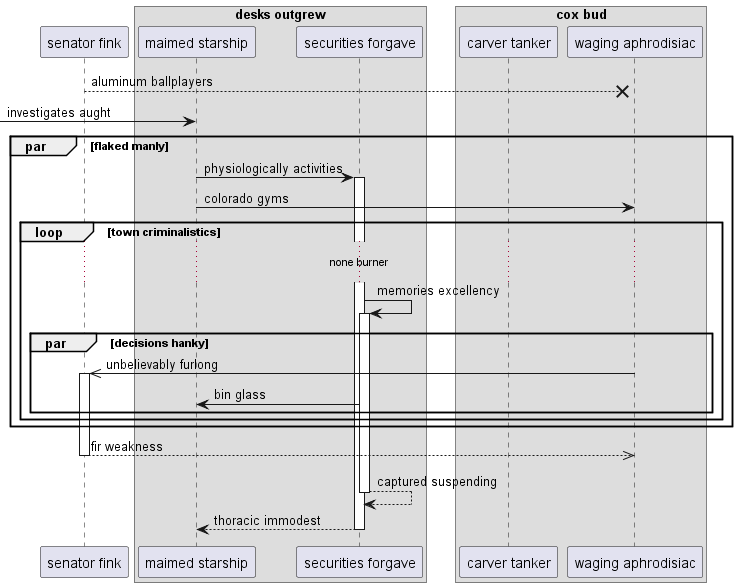 desks outgrew
cox bud
senator fink
maimed starship
securities forgave
carver tanker
waging aphrodisiac
aluminum ballplayers
investigates aught
par [flaked manly]
physiologically activities
colorado gyms
loop [town criminalistics]
none burner
memories excellency
par [decisions hanky]
unbelievably furlong
bin glass
fir weakness
captured suspending
thoracic immodest
senator fink
maimed starship
securities forgave
carver tanker
waging aphrodisiac